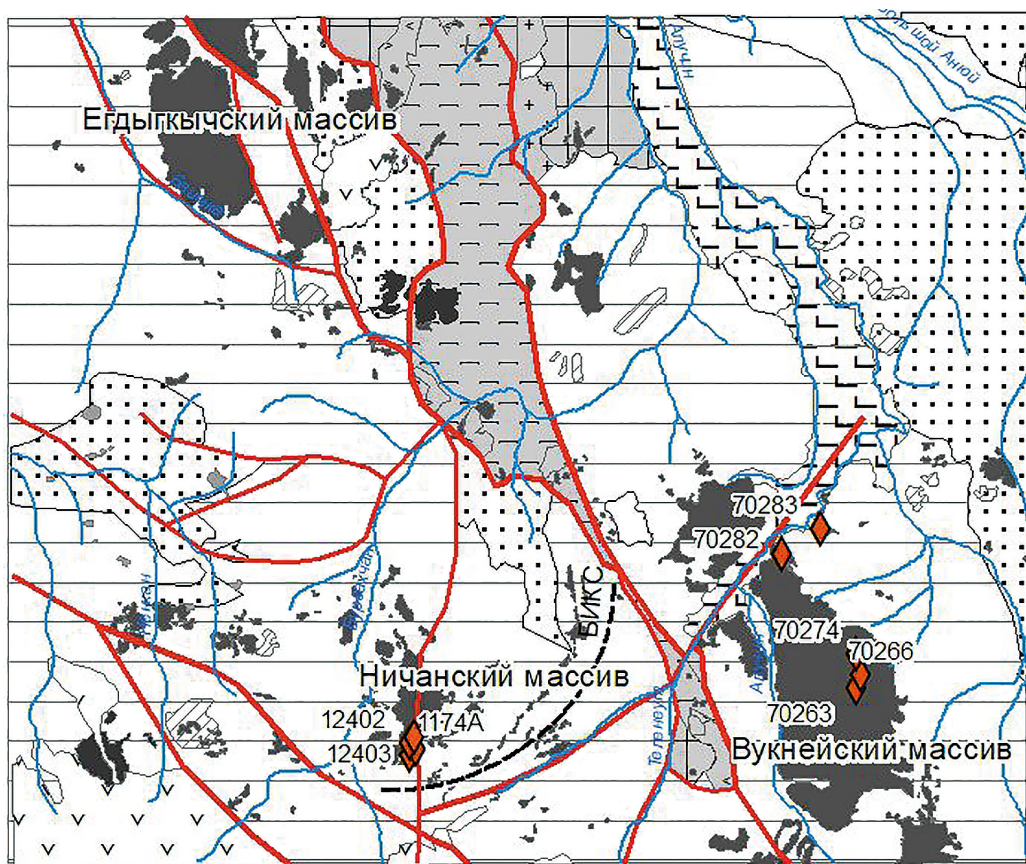 Большой Анюй
Алучин
Егдыгкычский массив
70283
70282
БИКС
70274
70266
Ничанский массив
70263
12402
1174А
12403
Вукнейский массив